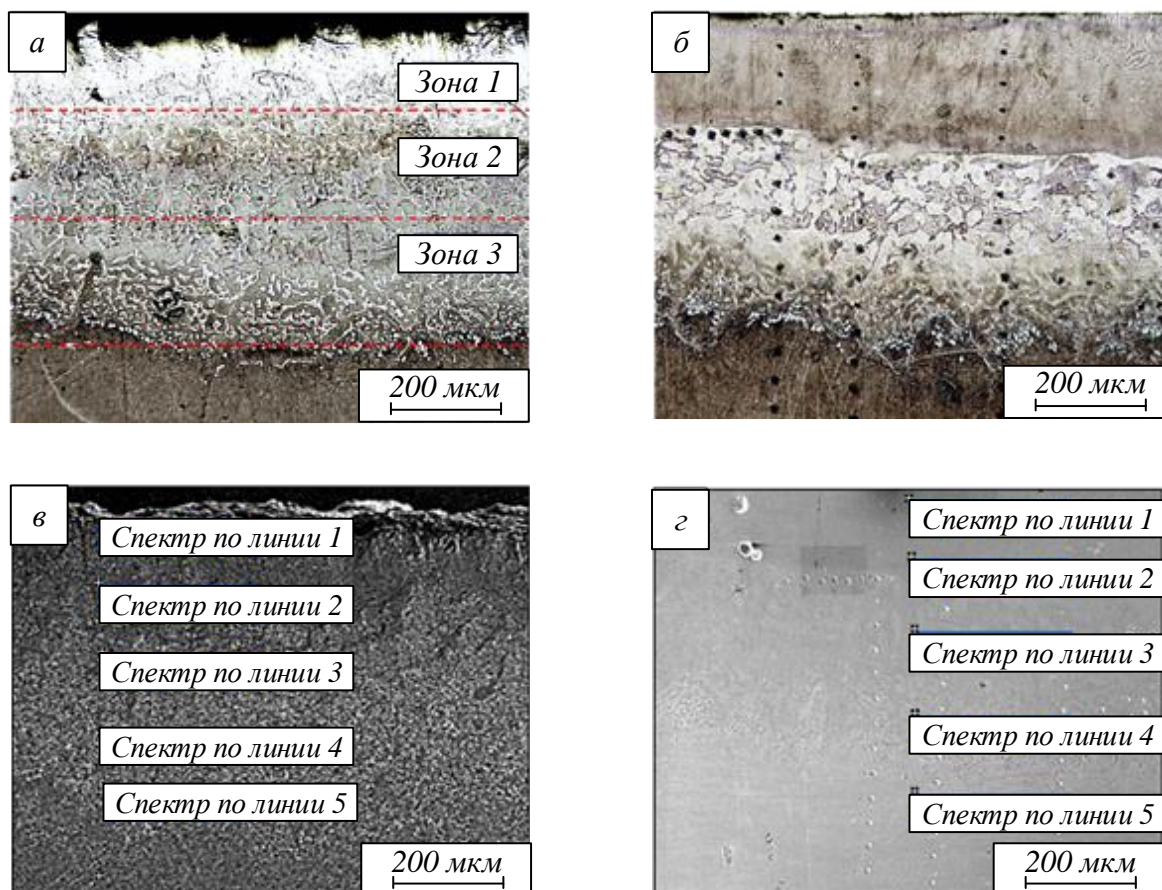 а
Зона 1
Зона 2
Зона 3
200 мкм
б
200 мкм
в
Спектр по линии 1
Спектр по линии 2
Спектр по линии 3
Спектр по линии 4
Спектр по линии 5
200 мкм
г
Спектр по линии 1
Спектр по линии 2
Спектр по линии 3
Спектр по линии 4
Спектр по линии 5
200 мкм